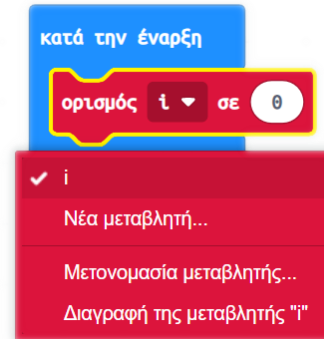 κατά την έναρξη
ορισμός i σε 0
i
Νέα μεταβλητή...
Μετονομασία μεταβλητής...
Διαγραφή της μεταβλητής "i"